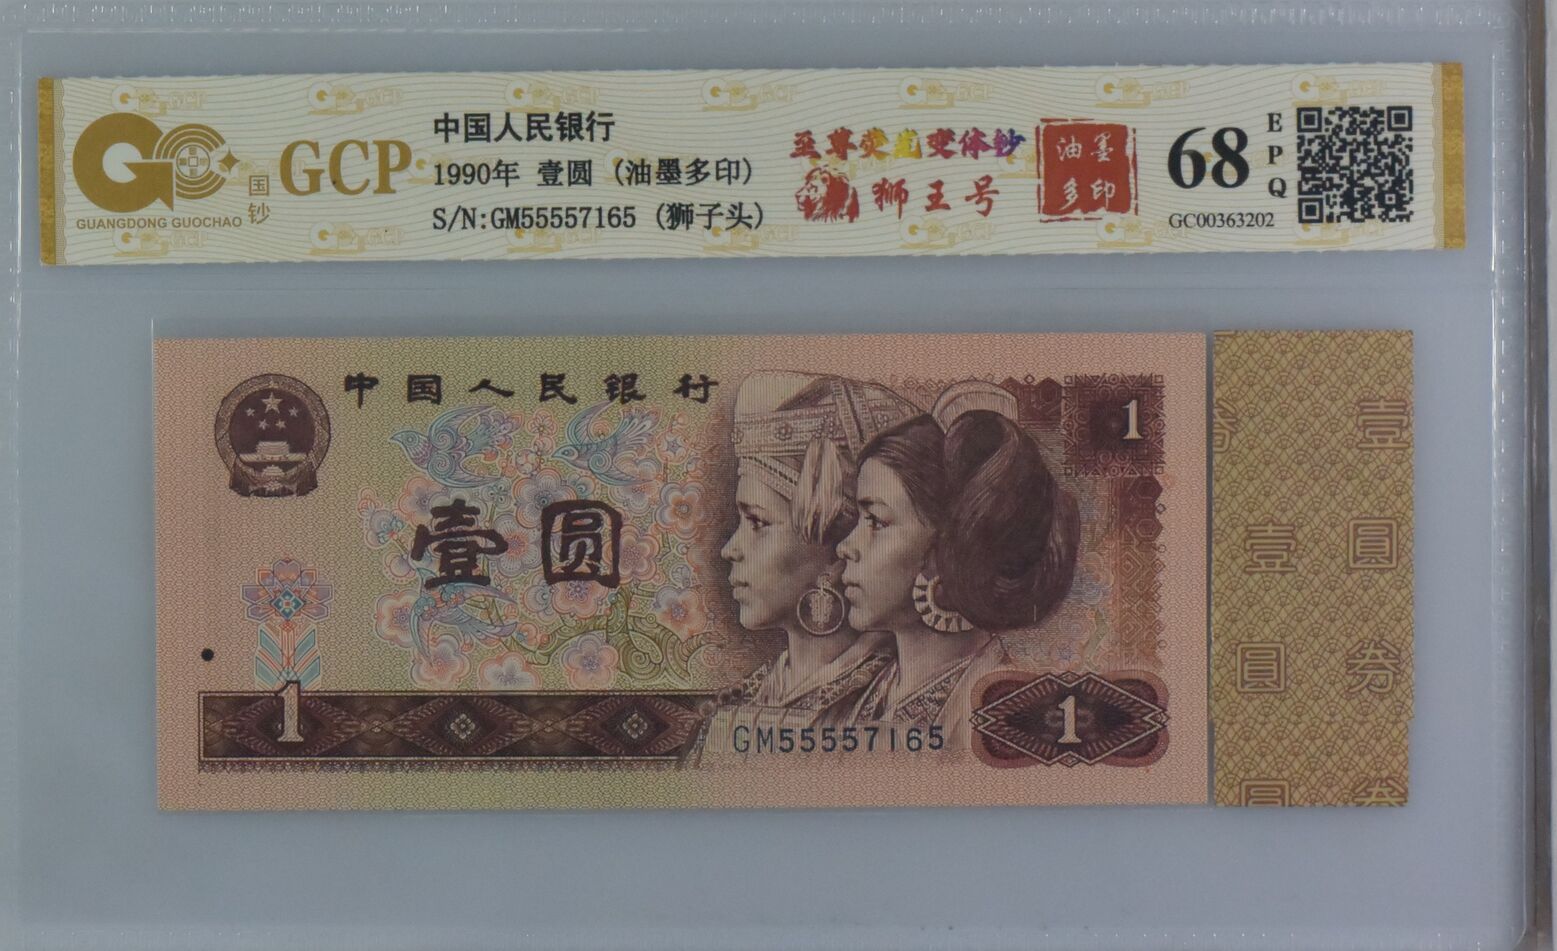 GCP
国钞
GUANGDONG GUOCHAO
中国人民银行
1990年 壹圆 (油墨多印)
S/N:GM55557165 (狮子头)
至尊荧光变体钞
狮王号
油墨
多印
68
EPQ
GC00363202
中国人民银行
1
壹圆
1
GM55557165
1
壹
壹 圆
圆 券